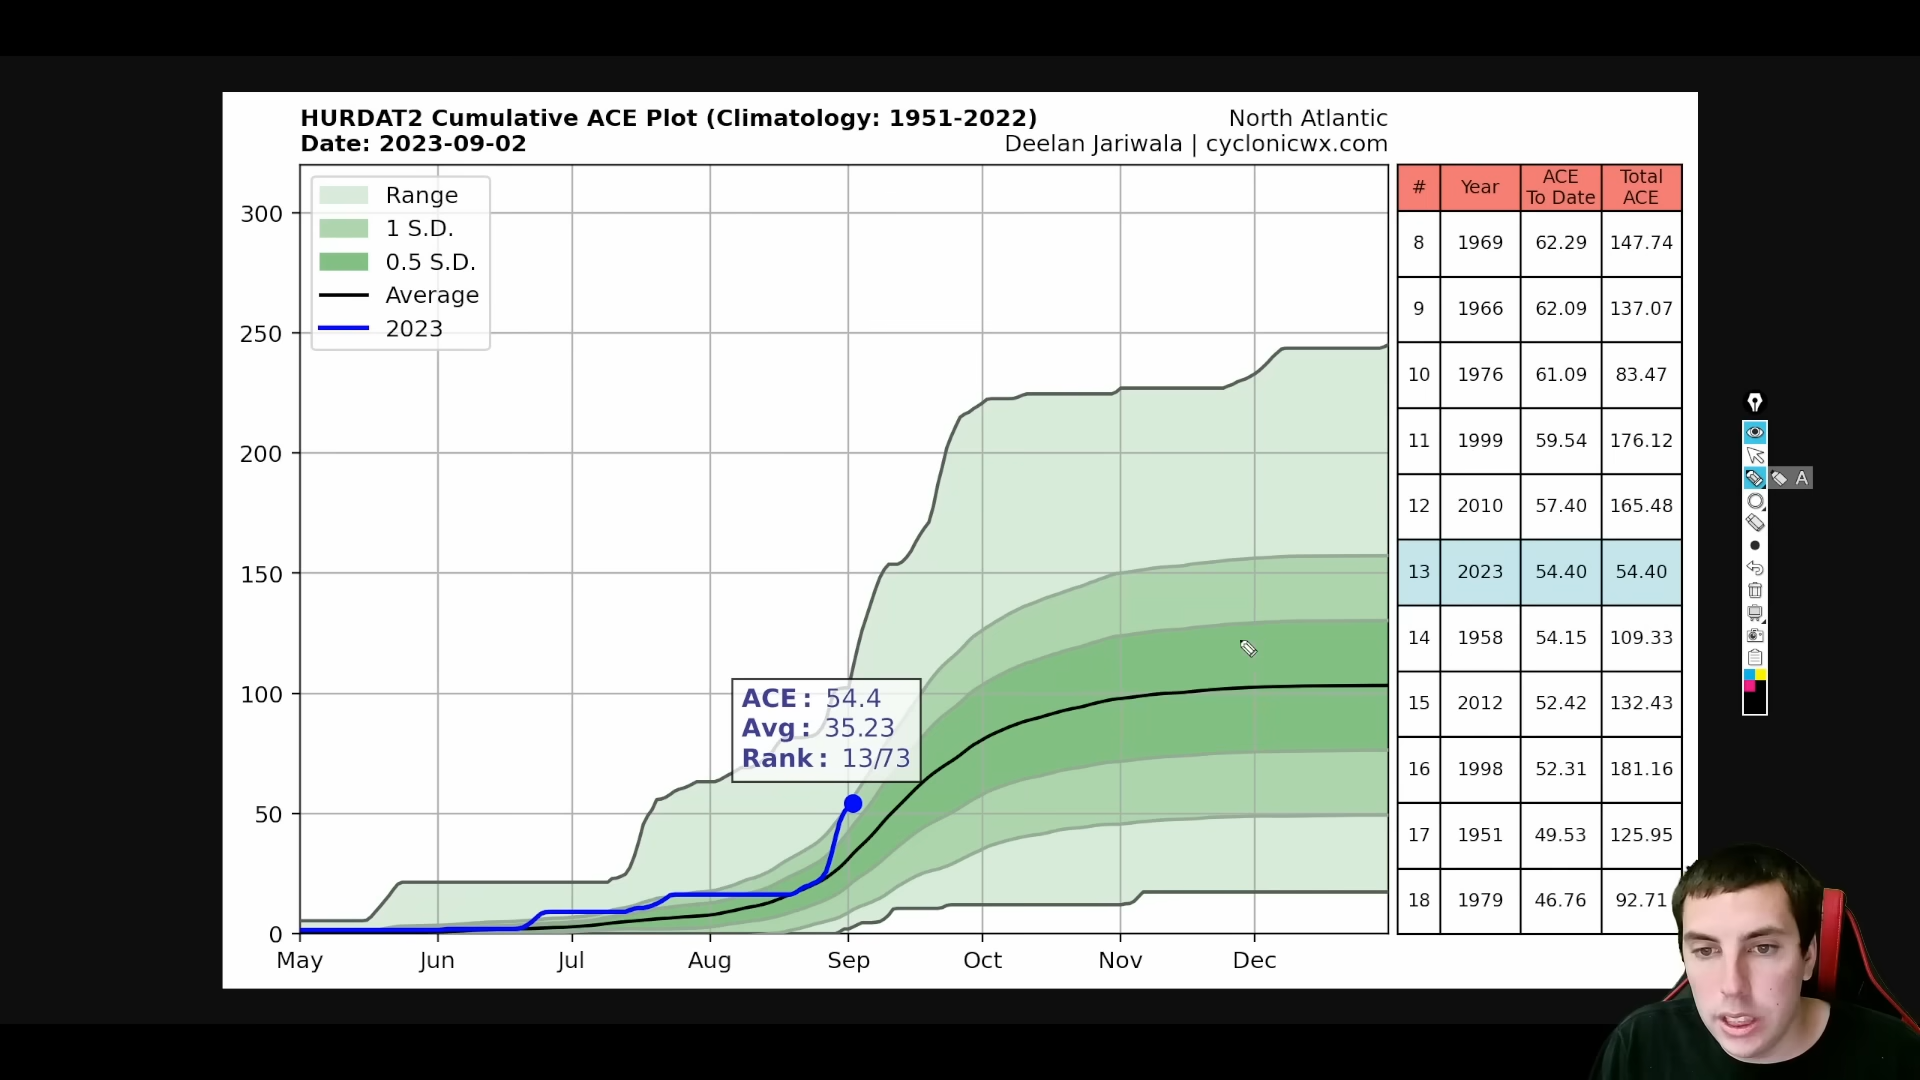 HURDAT2 Cumulative ACE Plot (Climatology: 1951-2022)
Date: 2023-09-02
North Atlantic
Deelan Jariwala | cyclonicwx.com
Range
1 S.D.
0.5 S.D.
Average
2023
300
250
200
150
100
50
0
May Jun Jul Aug Sep Oct Nov Dec
ACE: 54.4
Avg: 35.23
Rank: 13/73
# Year ACE To Date Total ACE
8 1969 62.29 147.74
9 1966 62.09 137.07
10 1976 61.09 83.47
11 1999 59.54 176.12
12 2010 57.40 165.48
13 2023 54.40 54.40
14 1958 54.15 109.33
15 2012 52.42 132.43
16 1998 52.31 181.16
17 1951 49.53 125.95
18 1979 46.76 92.71
A